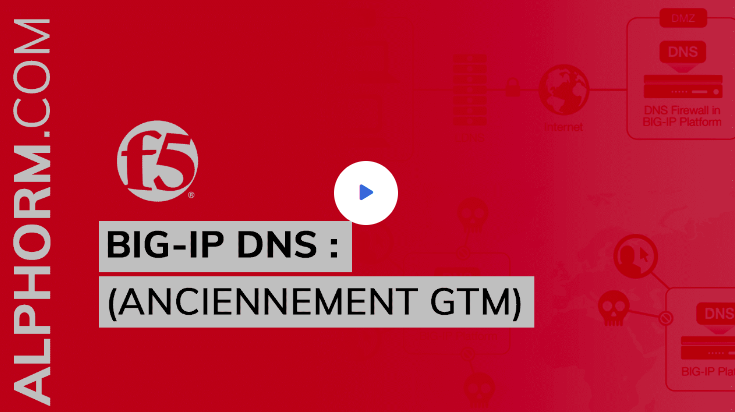 ALPHORM.COM
f5
®
BIG-IP DNS :
(ANCIENNEMENT GTM)
DMZ
DNS
DNS Firewall in
BIG-IP Platform
Internet
DNS
BIG-IP Plat